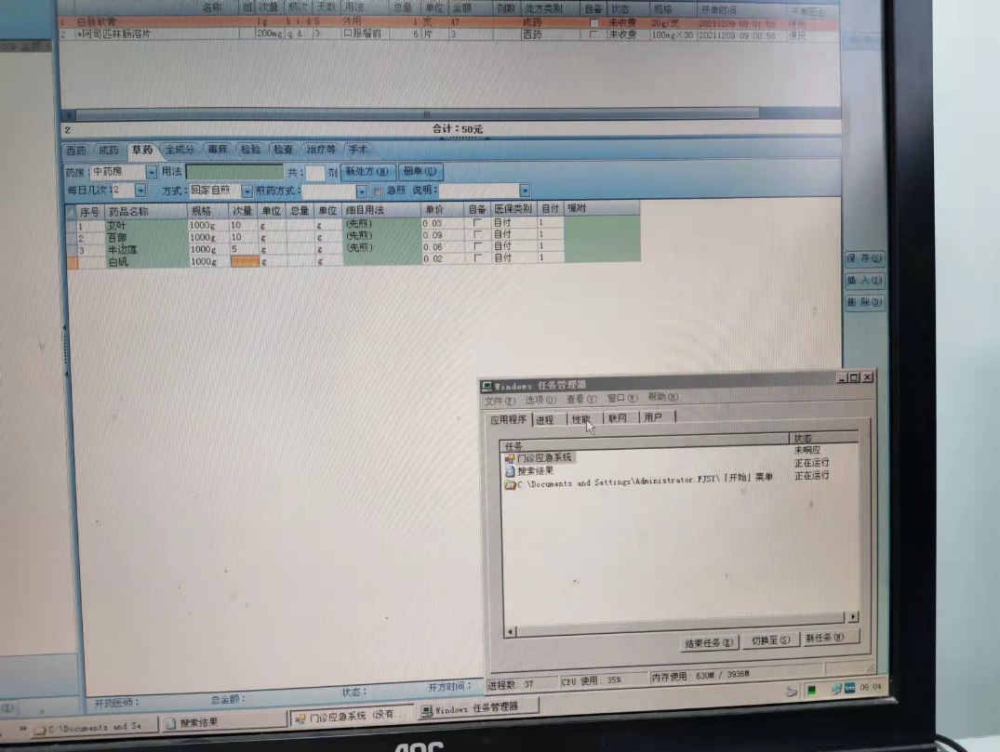 名称 组 次量 频次 天数 用法 总量 单位 金额 剂数 处方类别 自备 状态 规格 开单时间 开单医生
1 白脉软膏 1g b.i.d 5 外用 1 支 47 成药 未收费 20g/支 20211209 09:01:50 便民
2 *阿司匹林肠溶片 200mg q.d. 3 口服餐前 6 片 3 西药 未收费 100mg×30 20211209 09:00:58 便民
2 合计：50元
西药 成药 草药 全成分 毒麻 检验 检查 治疗等 手术
药房：中药房 用法 共： 剂 新处方(N) 删单(C)
每日几次：2 方式：回家自煎 煎药方式： 急煎 说明：
序号 药品名称 规格 次量 单位 总量 单位 细目用法 单价 自备 医保类别 自付 嘱咐
1 艾叶 1000g 10 g g (先煎) 0.03 自付 1
2 百部 1000g 10 g g (先煎) 0.09 自付 1
3 半边莲 1000g 5 g g (先煎) 0.06 自付 1
白矾 1000g g g 0.02 自付 1
保 存(S)
插 入(I)
删 除(D)
Windows 任务管理器
文件(F) 选项(O) 查看(V) 窗口(W) 帮助(H)
应用程序 进程 性能 联网 用户
任务 状态
门诊应急系统 未响应
搜索结果 正在运行
C:\Documents and Settings\Administrator.PJSY\「开始」菜单 正在运行
结束任务(E) 切换至(S) 新任务(N)...
进程数: 37 CPU 使用: 35% 内存使用: 630M / 3936M
开药医师： 总金额： 状态： 开方时间：
C:\Documents and Se... 搜索结果 门诊应急系统 (没有... Windows 任务管理器 09:04
AOC